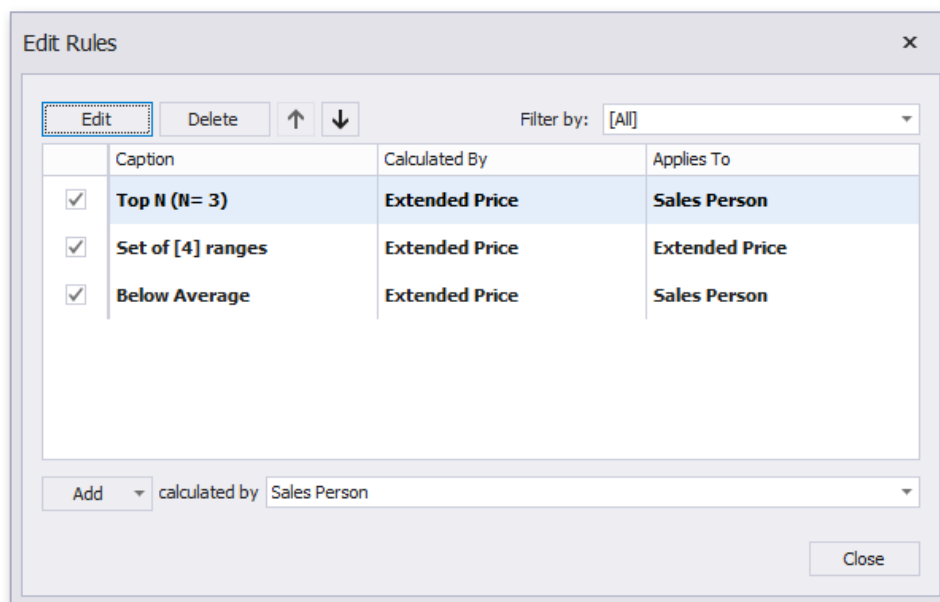 Edit Rules
Edit Delete Filter by: [All]
Caption Calculated By Applies To
Top N (N= 3) Extended Price Sales Person
Set of [4] ranges Extended Price Extended Price
Below Average Extended Price Sales Person
Add calculated by Sales Person
Close